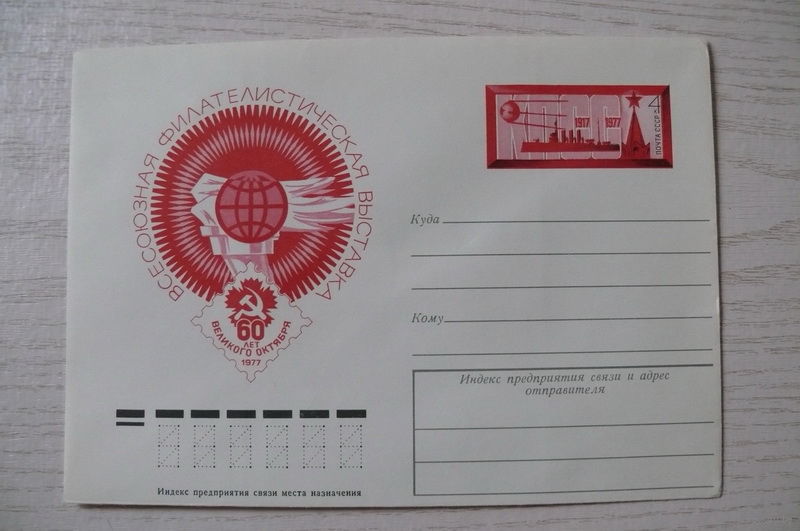 ВСЕСОЮЗНАЯ ФИЛАТЕЛИСТИЧЕСКАЯ ВЫСТАВКА
60
ЛЕТ
ВЕЛИКОГО ОКТЯБРЯ
1977
КПСС
1917 1977
4 К
ПОЧТА СССР
Куда
Кому
Индекс предприятия связи и адрес
отправителя
Индекс предприятия связи места назначения